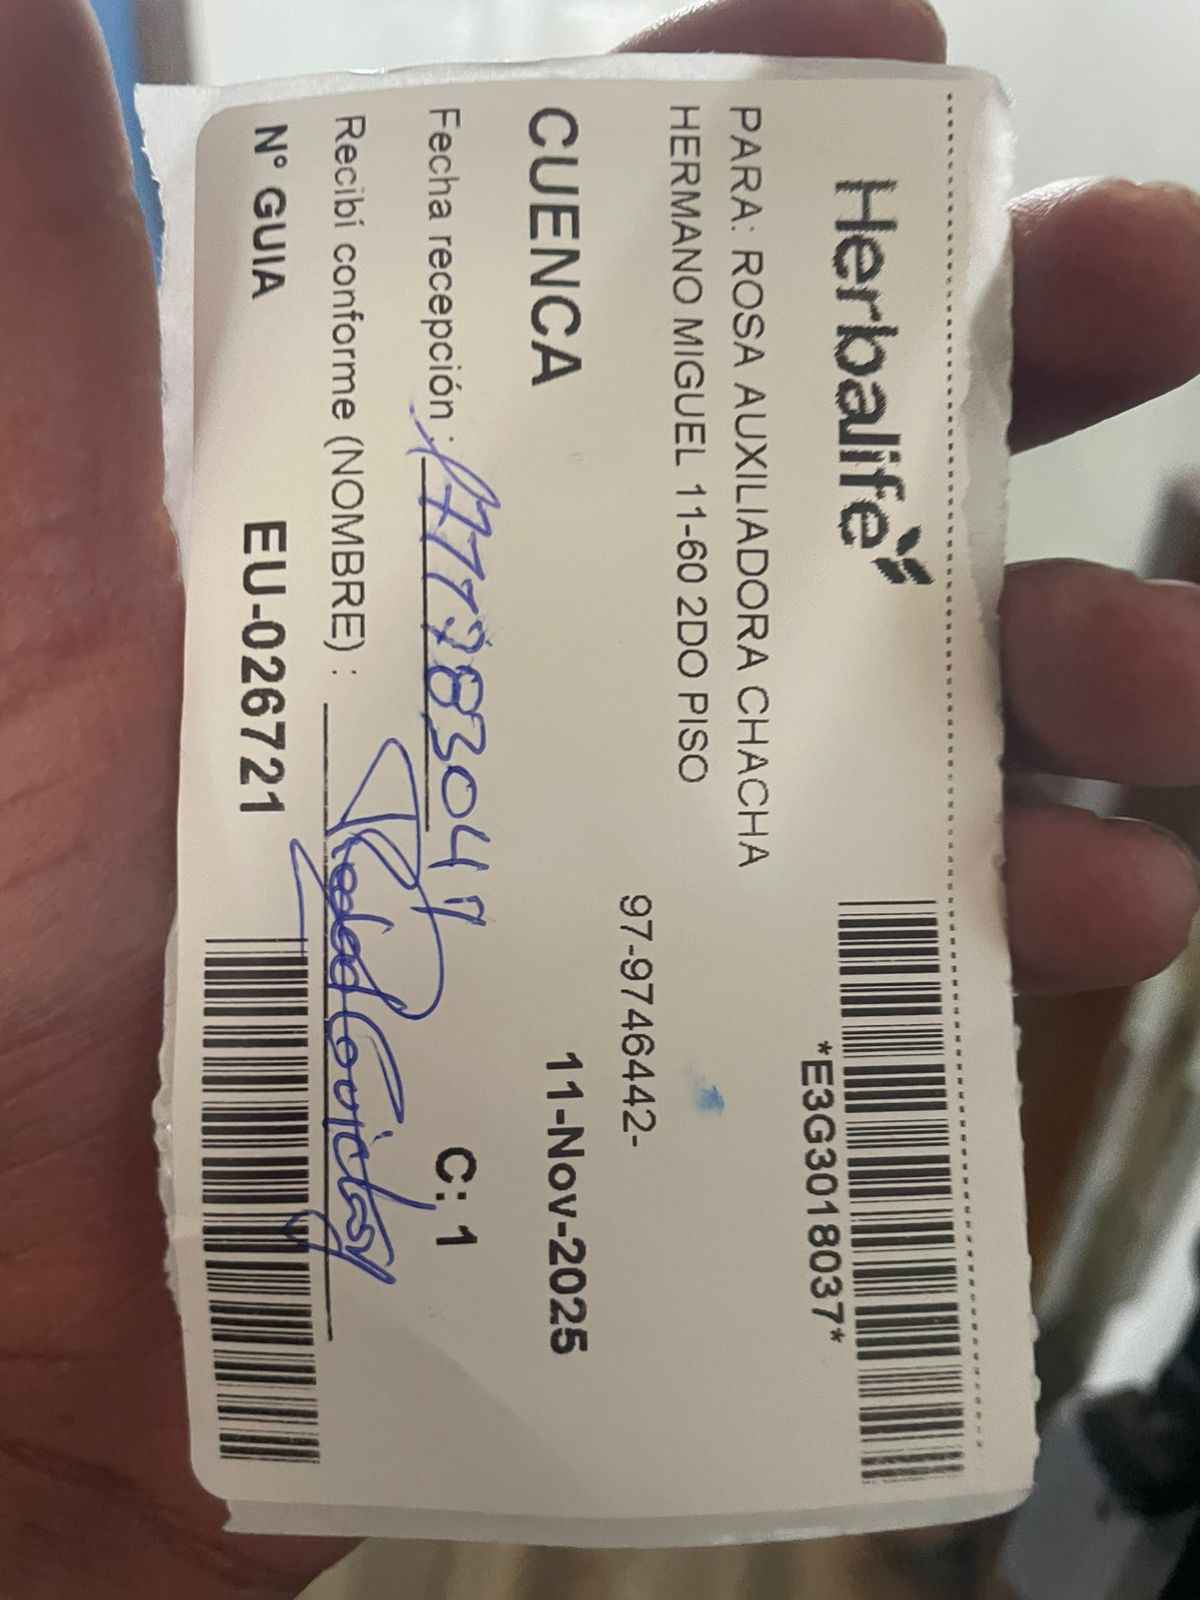 Herbalife
*E3G3018037*
PARA: ROSA AUXILIADORA CHACHA
HERMANO MIGUEL 11-60 2DO PISO
97-9746442-
CUENCA 11-Nov-2025
Fecha recepción : C: 1
Recibí conforme (NOMBRE) :
N° GUIA EU-026721